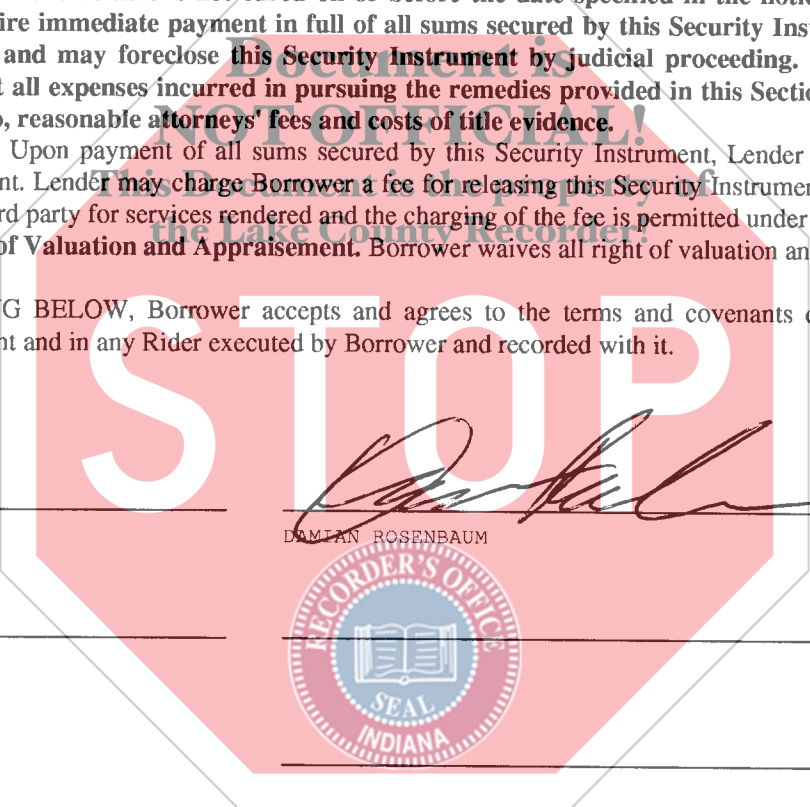 ire immediate payment in full of all sums secured by this Security Ins
and may foreclose this Security Instrument by judicial proceeding.
t all expenses incurred in pursuing the remedies provided in this Sectio
o, reasonable attorneys' fees and costs of title evidence.
Upon payment of all sums secured by this Security Instrument, Lender
nt. Lender may charge Borrower a fee for releasing this Security Instrumen
rd party for services rendered and the charging of the fee is permitted under
of Valuation and Appraisement. Borrower waives all right of valuation an
G BELOW, Borrower accepts and agrees to the terms and covenants
nt and in any Rider executed by Borrower and recorded with it.
DAMIAN ROSENBAUM
Document is
NOT OFFICIAL!
This Document is the property of
the Lake County Recorder!
STOP
RECORDER'S OFFICE
SEAL
INDIANA